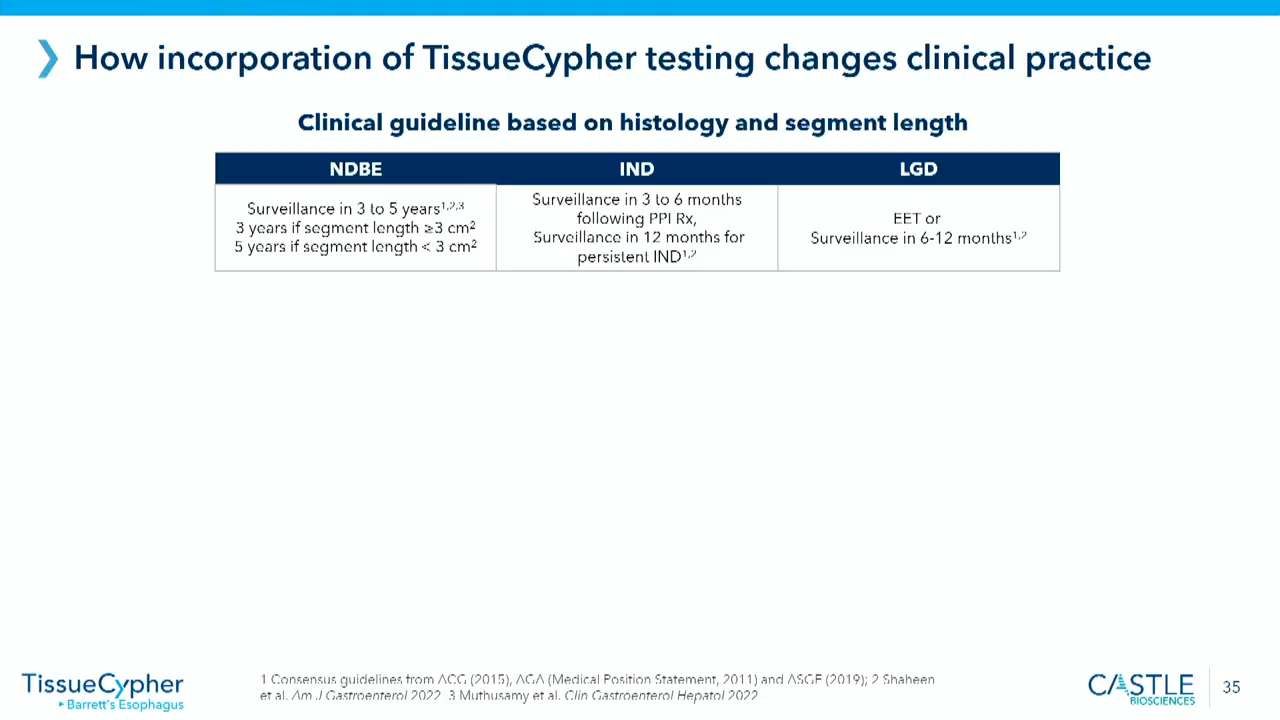 How incorporation of TissueCypher testing changes clinical practice
Clinical guideline based on histology and segment length
NDBE
IND
LGD
Surveillance in 3 to 5 years1,2,3
3 years if segment length ≥3 cm2
5 years if segment length < 3 cm2
Surveillance in 3 to 6 months
following PPI Rx,
Surveillance in 12 months for
persistent IND1,2
EET or
Surveillance in 6-12 months1,2
TissueCypher
Barrett's Esophagus
1 Consensus guidelines from ACG (2015), AGA (Medical Position Statement, 2011) and ASGE (2019); 2 Shaheen
et al. Am J Gastroenterol 2022 3 Muthusamy et al. Clin Gastroenterol Hepatol 2022
CASTLE
BIOSCIENCES
35